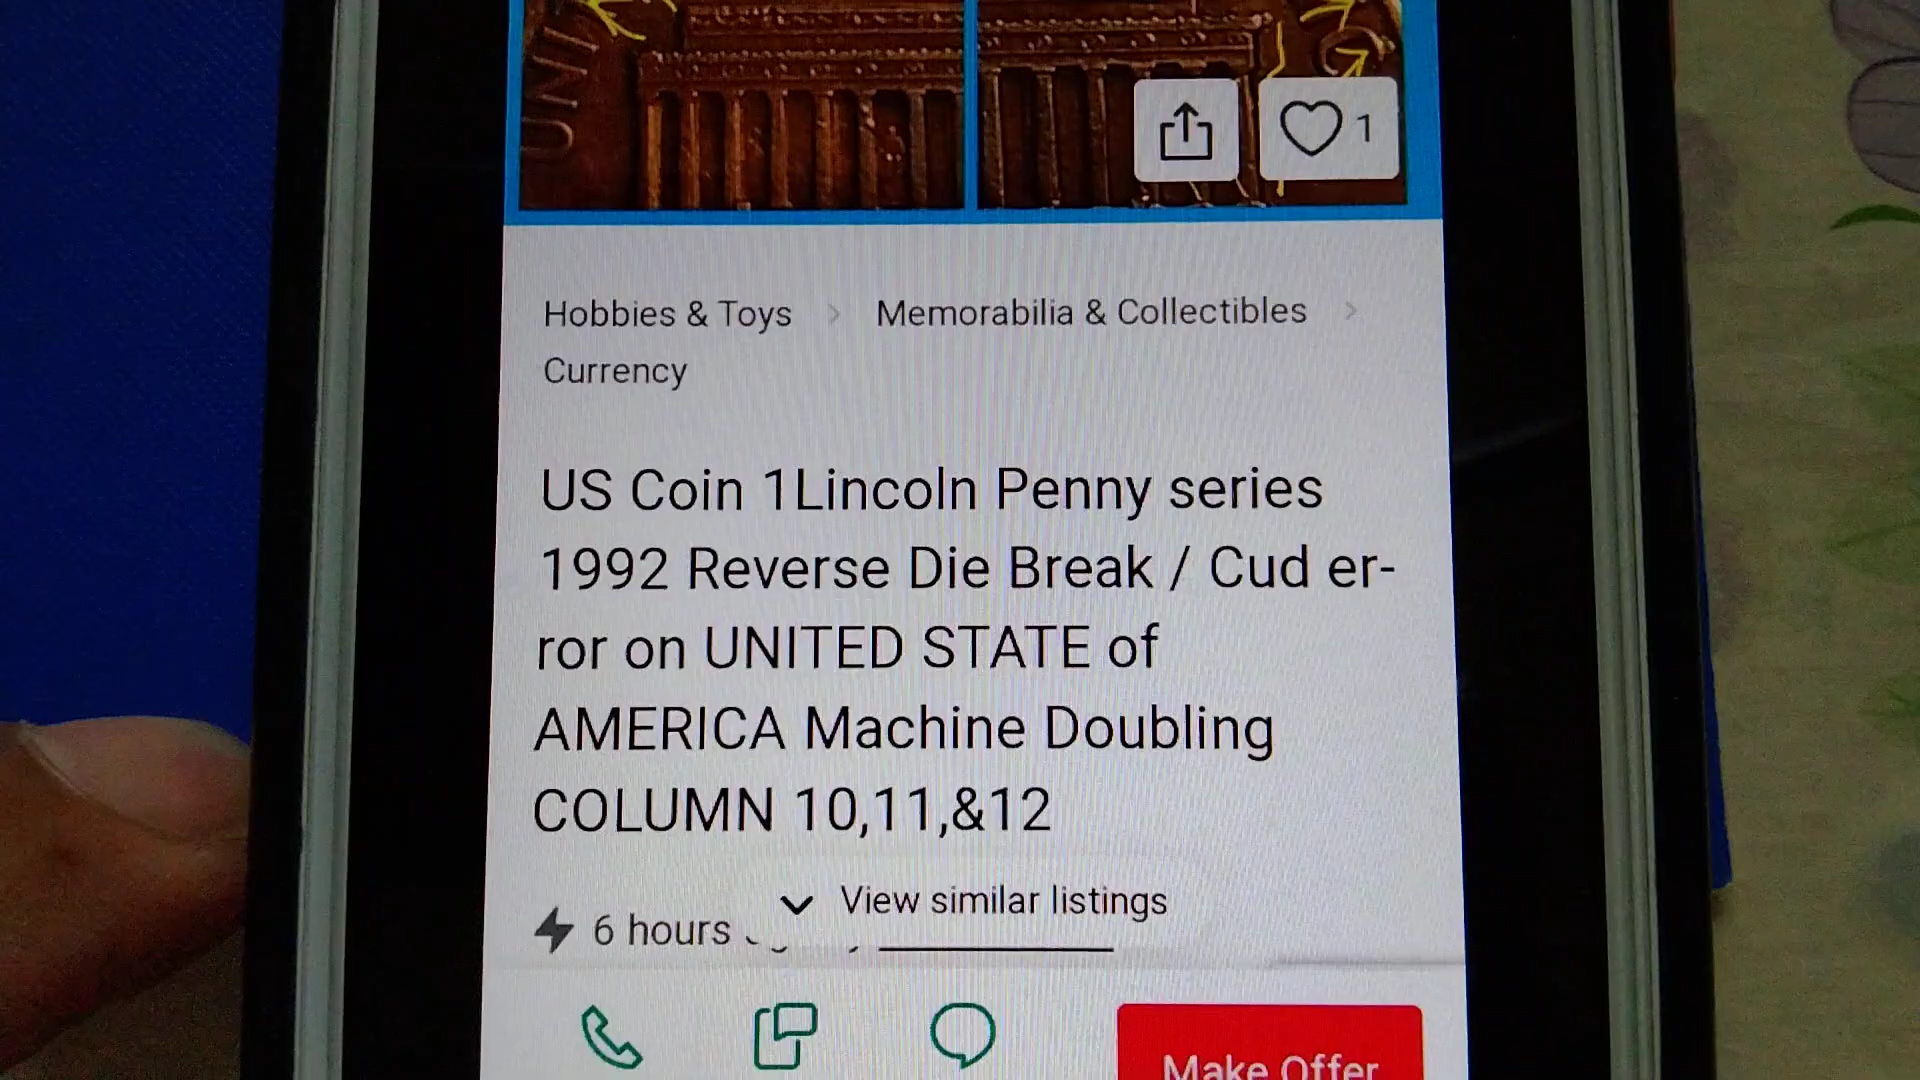 UNI
1
Hobbies & Toys > Memorabilia & Collectibles >
Currency
US Coin 1Lincoln Penny series
1992 Reverse Die Break / Cud er-
ror on UNITED STATE of
AMERICA Machine Doubling
COLUMN 10,11,&12
View similar listings
6 hours
Make Offer